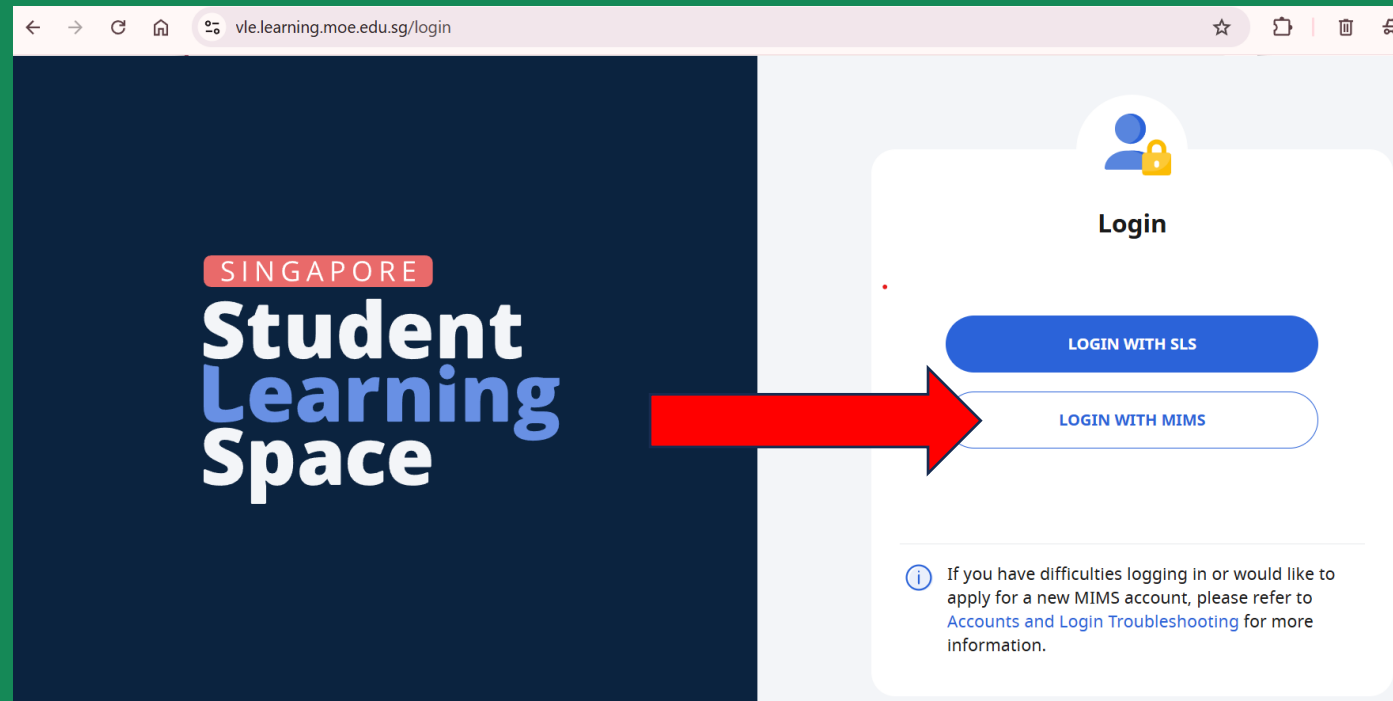 vle.learning.moe.edu.sg/login
SINGAPORE
Student
Learning
Space
Login
LOGIN WITH SLS
LOGIN WITH MIMS
If you have difficulties logging in or would like to
apply for a new MIMS account, please refer to
Accounts and Login Troubleshooting for more
information.